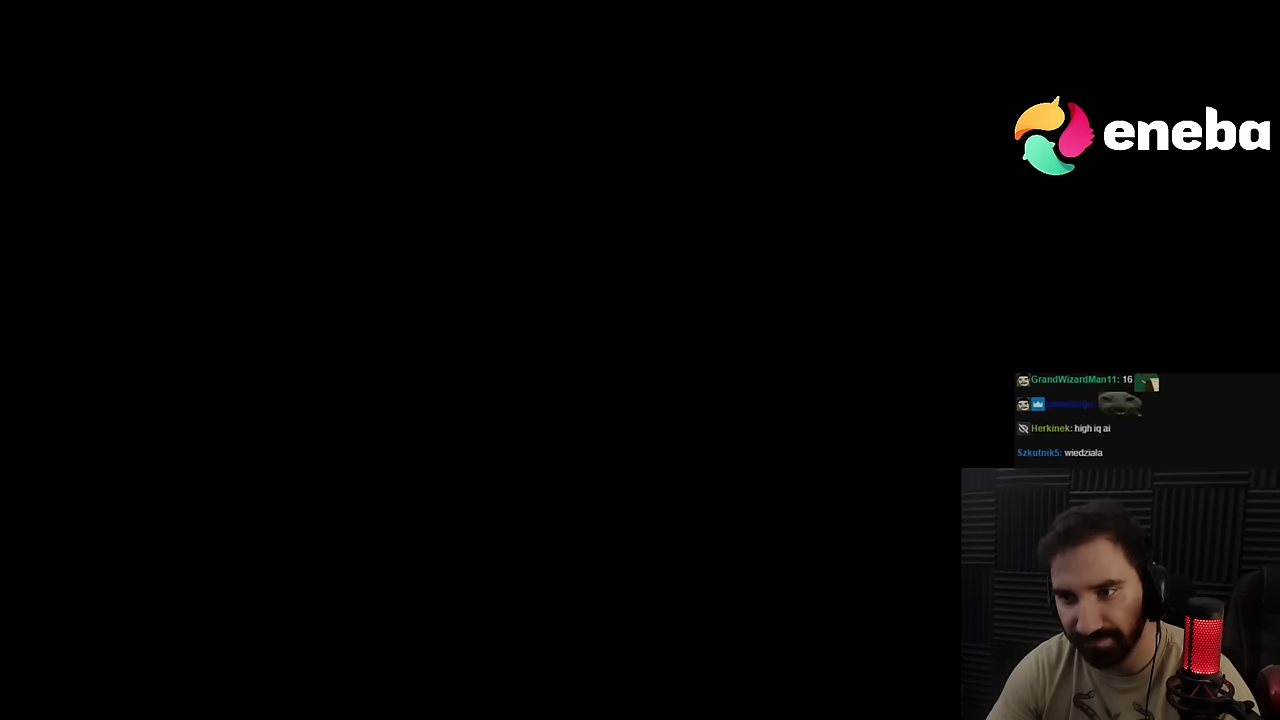 eneba
GrandWizardMan11: 16
Herkinek: high iq ai
Szkutnik5: wiedziala